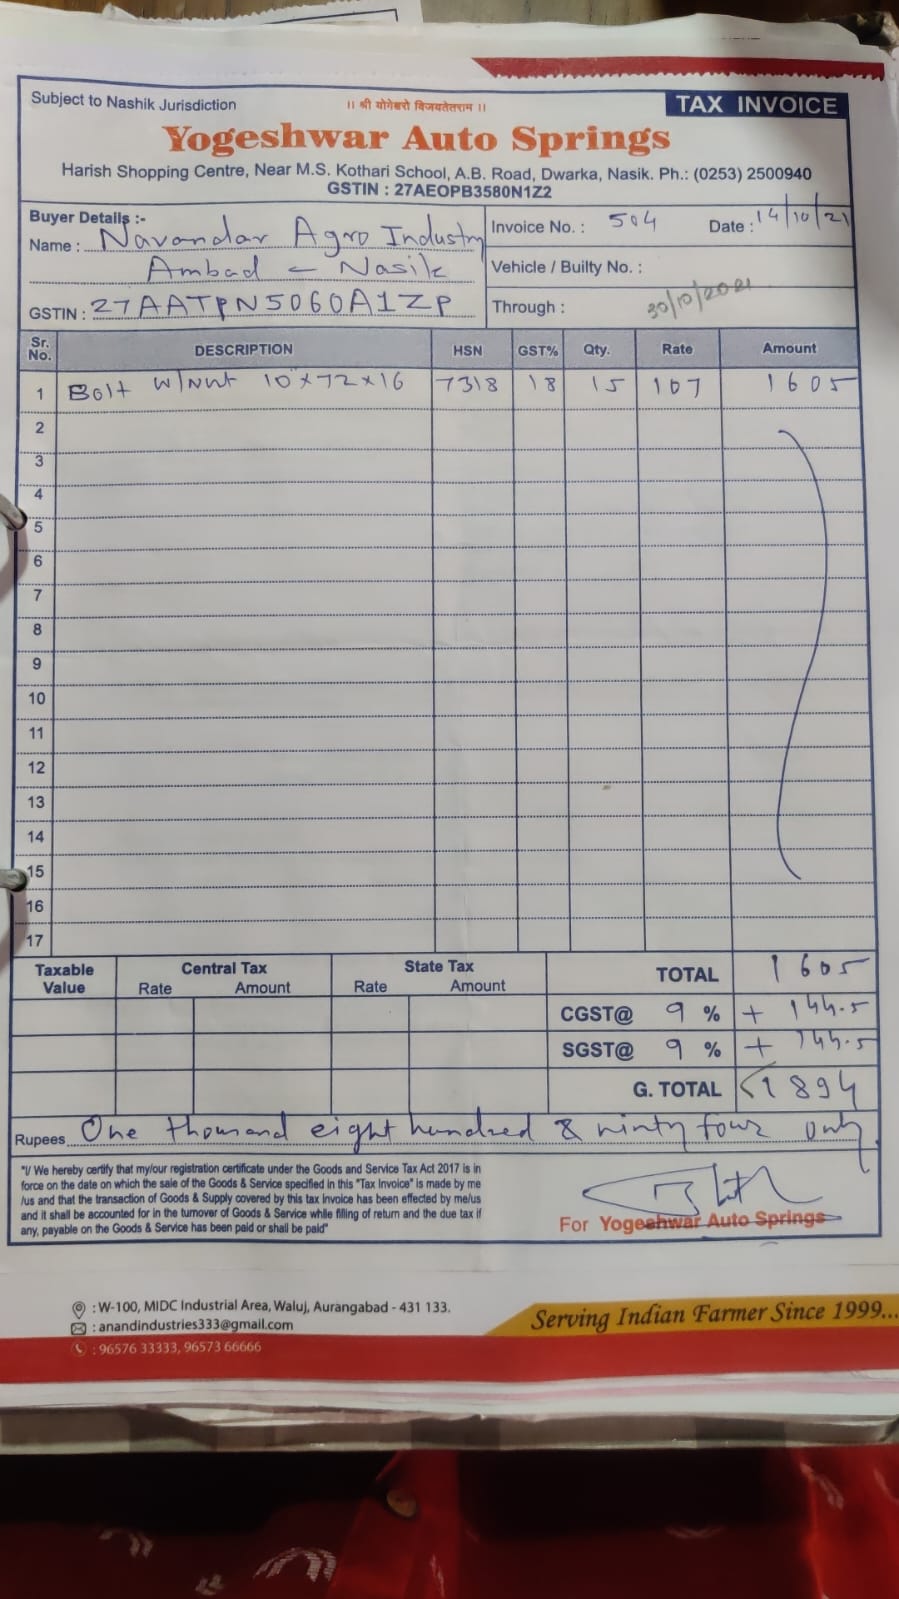 Subject to Nashik Jurisdiction
।। श्री योगेश्वरो विजयतेतराम ।।
TAX INVOICE
Yogeshwar Auto Springs
Harish Shopping Centre, Near M.S. Kothari School, A.B. Road, Dwarka, Nasik. Ph.: (0253) 2500940
GSTIN : 27AEOPB3580N1Z2
Buyer Details :-
Name : Navandar Agro Industry
Ambad - Nasik
GSTIN : 27AATPN5060A1ZP
Invoice No. : 504 Date : 14/10/21
Vehicle / Builty No. :
Through : 30/10/2021
Sr. No. DESCRIPTION HSN GST% Qty. Rate Amount
1 Bolt W/Nut 10"x72x16 7318 18 15 107 1605
2
3
4
5
6
7
8
9
10
11
12
13
14
15
16
17
Taxable Value Central Tax State Tax
Rate Amount Rate Amount
TOTAL 1605
CGST@ 9 % + 144.5
SGST@ 9 % + 144.5
G. TOTAL 1894
Rupees One thousand eight hundred & ninty four only
"I/ We hereby certify that my/our registration certificate under the Goods and Service Tax Act 2017 is in
force on the date on which the sale of the Goods & Service specified in this "Tax Invoice" is made by me
/us and that the transaction of Goods & Supply covered by this tax Invoice has been effected by me/us
and it shall be accounted for in the turnover of Goods & Service while filling of return and the due tax if
any, payable on the Goods & Service has been paid or shall be paid"
For Yogeshwar Auto Springs
: W-100, MIDC Industrial Area, Waluj, Aurangabad - 431 133.
: anandindustries333@gmail.com
: 96576 33333, 96573 66666
Serving Indian Farmer Since 1999...